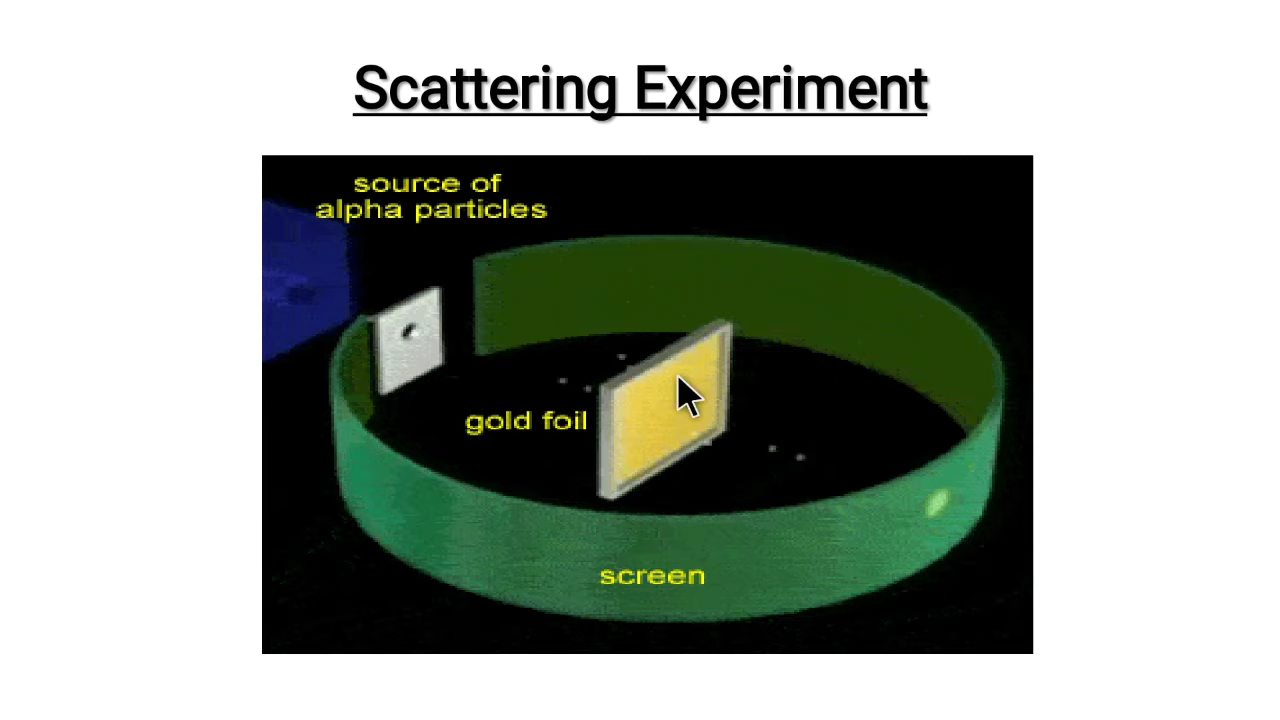 Scattering Experiment
source of
alpha particles
gold foil
screen